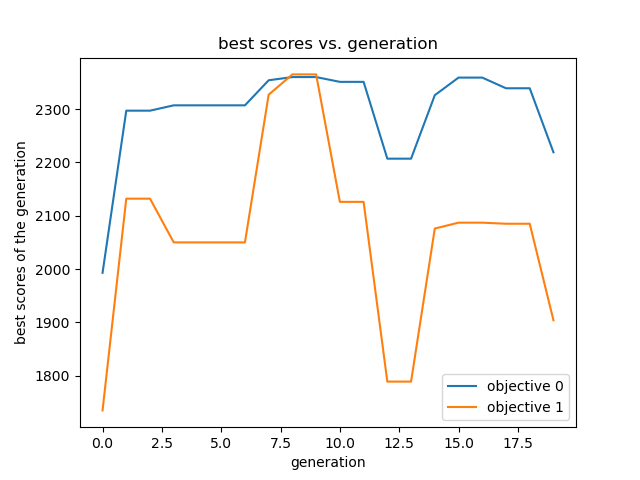 best scores vs. generation
best scores of the generation
2300
2200
2100
2000
1900
1800
0.0 2.5 5.0 7.5 10.0 12.5 15.0 17.5
generation
objective 0
objective 1